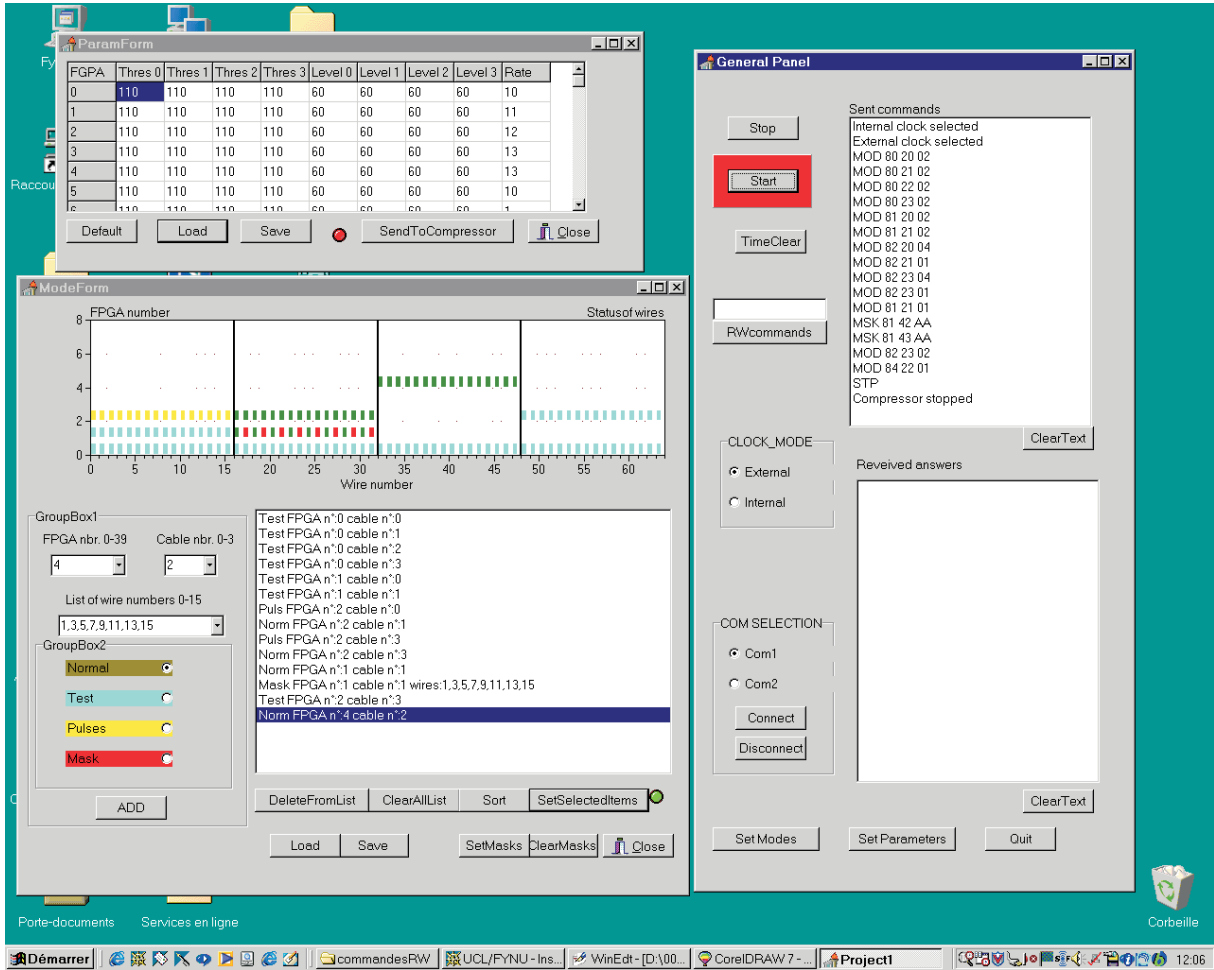 Fy
Raccou
ParamForm
FGPA Thres 0 Thres 1 Thres 2 Thres 3 Level 0 Level 1 Level 2 Level 3 Rate
0 110 110 110 110 60 60 60 60 10
1 110 110 110 110 60 60 60 60 11
2 110 110 110 110 60 60 60 60 12
3 110 110 110 110 60 60 60 60 13
4 110 110 110 110 60 60 60 60 13
5 110 110 110 110 60 60 60 60 10
6 110 110 110 110 60 60 60 60 1
Default Load Save SendToCompressor Close
ModeForm
FPGA number Statusof wires
8
6
4
2
0
0 5 10 15 20 25 30 35 40 45 50 55 60
Wire number
GroupBox1
FPGA nbr. 0-39 Cable nbr. 0-3
4 2
List of wire numbers 0-15
1,3,5,7,9,11,13,15
GroupBox2
Normal
Test
Pulses
Mask
ADD
Test FPGA n°:0 cable n°:0
Test FPGA n°:0 cable n°:1
Test FPGA n°:0 cable n°:2
Test FPGA n°:0 cable n°:3
Test FPGA n°:1 cable n°:0
Test FPGA n°:1 cable n°:1
Puls FPGA n°:2 cable n°:0
Norm FPGA n°:2 cable n°:1
Puls FPGA n°:2 cable n°:3
Norm FPGA n°:2 cable n°:3
Norm FPGA n°:1 cable n°:1
Mask FPGA n°:1 cable n°:1 wires:1,3,5,7,9,11,13,15
Test FPGA n°:2 cable n°:3
Norm FPGA n°:4 cable n°:2
DeleteFromList ClearAllList Sort SetSelectedItems
Load Save SetMasks ClearMasks Close
General Panel
Stop
Start
TimeClear
RWcommands
CLOCK_MODE
External
Internal
COM SELECTION
Com1
Com2
Connect
Disconnect
Sent commands
Internal clock selected
External clock selected
MOD 80 20 02
MOD 80 21 02
MOD 80 22 02
MOD 80 23 02
MOD 81 20 02
MOD 81 21 02
MOD 82 20 04
MOD 82 21 01
MOD 82 23 04
MOD 82 23 01
MOD 81 21 01
MSK 81 42 AA
MSK 81 43 AA
MOD 82 23 02
MOD 84 22 01
STP
Compressor stopped
ClearText
Reveived answers
ClearText
Set Modes Set Parameters Quit
Porte-documents Services en ligne
Corbeille
Démarrer commandesRW UCL/FYNU - Ins... WinEdt - [D:\00... CorelDRAW 7 - ... Project1 12:06